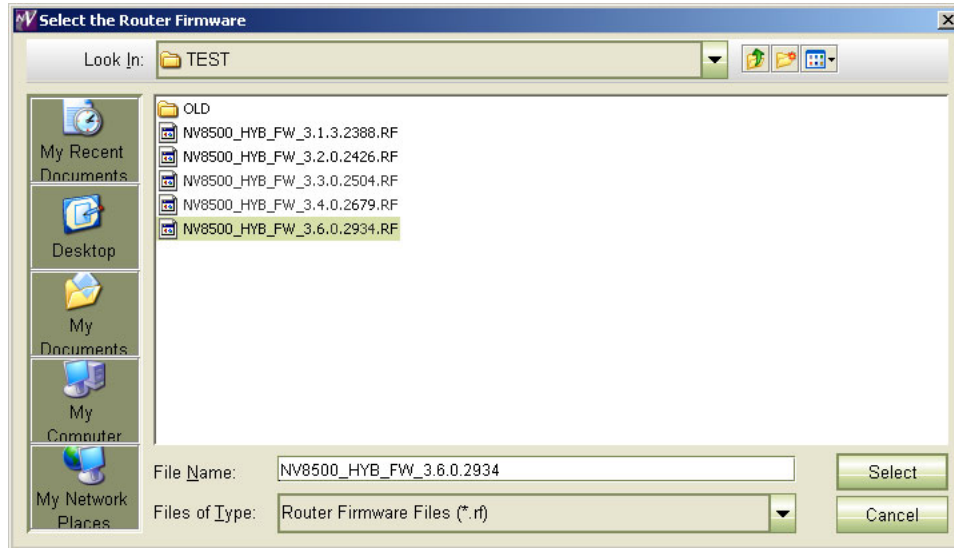 Select the Router Firmware
Look In: TEST
My Recent
Documents
Desktop
My
Documents
My
Computer
My Network
Places
OLD
NV8500_HYB_FW_3.1.3.2388.RF
NV8500_HYB_FW_3.2.0.2426.RF
NV8500_HYB_FW_3.3.0.2504.RF
NV8500_HYB_FW_3.4.0.2679.RF
NV8500_HYB_FW_3.6.0.2934.RF
File Name: NV8500_HYB_FW_3.6.0.2934
Select
Files of Type: Router Firmware Files (*.rf)
Cancel